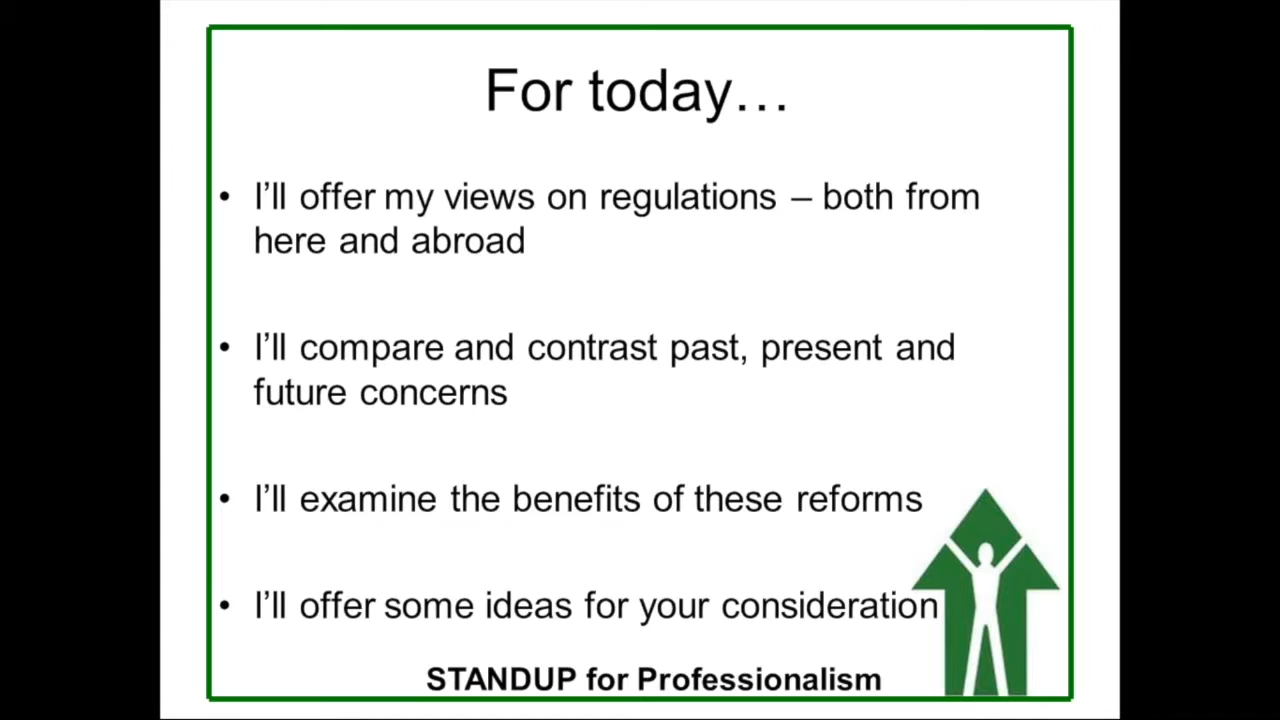 For today…
• I’ll offer my views on regulations – both from
here and abroad
• I’ll compare and contrast past, present and
future concerns
• I’ll examine the benefits of these reforms
• I’ll offer some ideas for your consideration
STANDUP for Professionalism